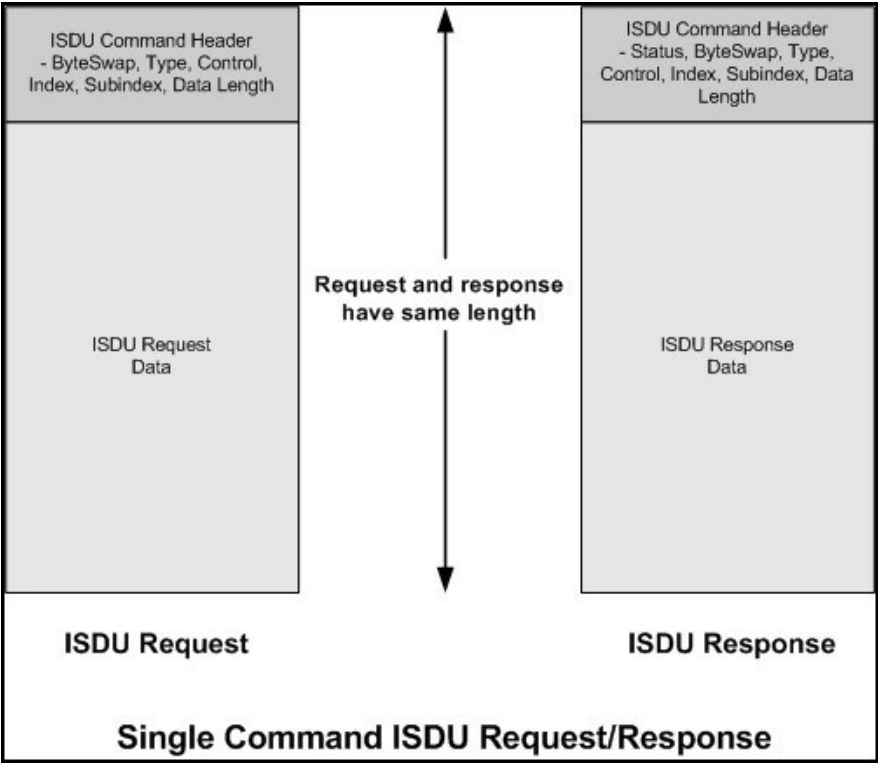 ISDU Command Header
- ByteSwap, Type, Control,
Index, Subindex, Data Length
ISDU Request
Data
Request and response
have same length
ISDU Command Header
- Status, ByteSwap, Type,
Control, Index, Subindex, Data
Length
ISDU Response
Data
ISDU Request
ISDU Response
Single Command ISDU Request/Response